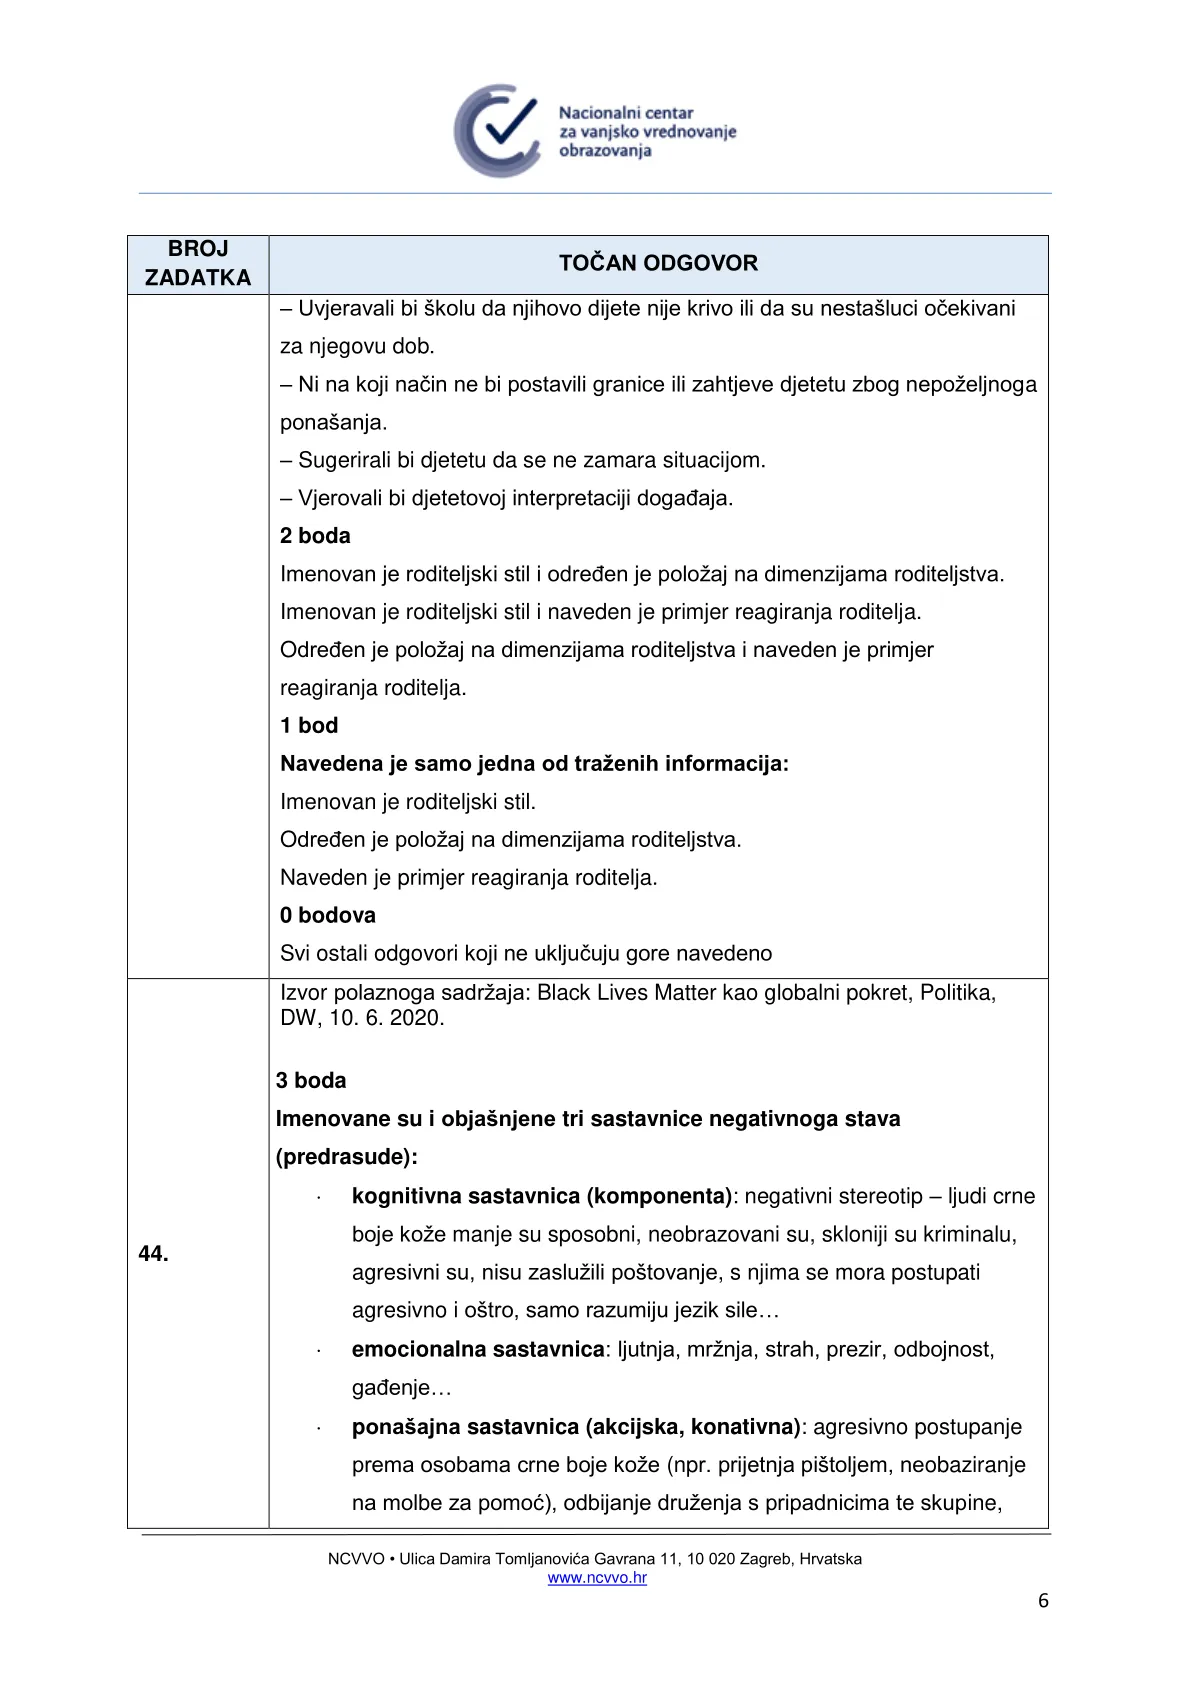 Nacionalni centar
za vanjsko vrednovanje
obrazovanja
BROJ
ZADATKA
TOČAN ODGOVOR
– Uvjeravali bi školu da njihovo dijete nije krivo ili da su nestašluci očekivani
za njegovu dob.
– Ni na koji način ne bi postavili granice ili zahtjeve djetetu zbog nepoželjnoga
ponašanja.
– Sugerirali bi djetetu da se ne zamara situacijom.
– Vjerovali bi djetetovoj interpretaciji događaja.
2 boda
Imenovan je roditeljski stil i određen je položaj na dimenzijama roditeljstva.
Imenovan je roditeljski stil i naveden je primjer reagiranja roditelja.
Određen je položaj na dimenzijama roditeljstva i naveden je primjer
reagiranja roditelja.
1 bod
Navedena je samo jedna od traženih informacija:
Imenovan je roditeljski stil.
Određen je položaj na dimenzijama roditeljstva.
Naveden je primjer reagiranja roditelja.
0 bodova
Svi ostali odgovori koji ne uključuju gore navedeno
44.
Izvor polaznoga sadržaja: Black Lives Matter kao globalni pokret, Politika,
DW, 10. 6. 2020.
3 boda
Imenovane su i objašnjene tri sastavnice negativnoga stava
(predrasude):
· kognitivna sastavnica (komponenta): negativni stereotip – ljudi crne
boje kože manje su sposobni, neobrazovani su, skloniji su kriminalu,
agresivni su, nisu zaslužili poštovanje, s njima se mora postupati
agresivno i oštro, samo razumiju jezik sile…
· emocionalna sastavnica: ljutnja, mržnja, strah, prezir, odbojnost,
gađenje…
· ponašajna sastavnica (akcijska, konativna): agresivno postupanje
prema osobama crne boje kože (npr. prijetnja pištoljem, neobaziranje
na molbe za pomoć), odbijanje druženja s pripadnicima te skupine,
NCVVO • Ulica Damira Tomljanovića Gavrana 11, 10 020 Zagreb, Hrvatska
www.ncvvo.hr
6